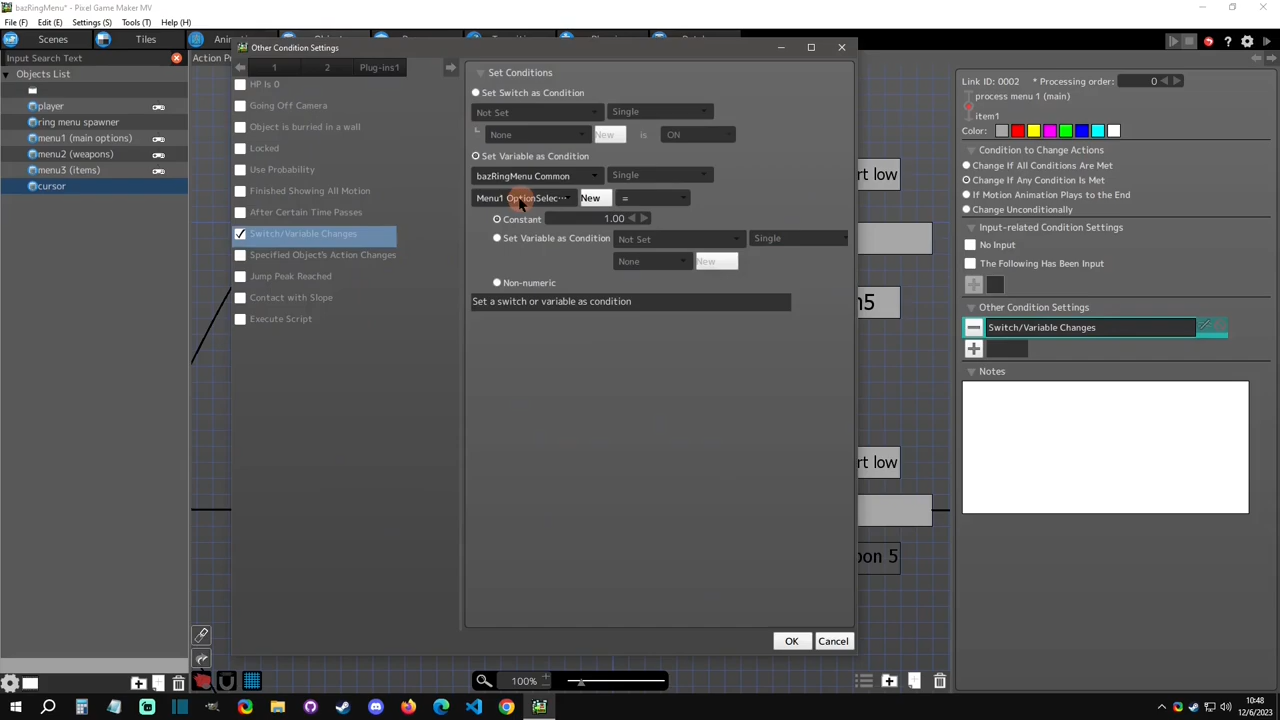 bazRingMenu* - Pixel Game Maker MV
File (F) Edit (E) Settings (S) Tools (T) Help (H)
Scenes
Tiles
Input Search Text
Objects List
player
ring menu spawner
menu1 (main options)
menu2 (weapons)
menu3 (items)
cursor
Action P
Other Condition Settings
1 2 Plug-ins1
HP Is 0
Going Off Camera
Object is burried in a wall
Locked
Use Probability
Finished Showing All Motion
After Certain Time Passes
Switch/Variable Changes
Specified Object's Action Changes
Jump Peak Reached
Contact with Slope
Execute Script
Set Conditions
Set Switch as Condition
Not Set Single
None New is ON
Set Variable as Condition
bazRingMenu Common Single
Menu1 OptionSelec··· New =
Constant 1.00
Set Variable as Condition Not Set Single
None New
Non-numeric
Set a switch or variable as condition
OK Cancel
rt low
n5
rt low
oon 5
100%
Link ID: 0002 * Processing order: 0
process menu 1 (main)
item1
Color:
Condition to Change Actions
Change If All Conditions Are Met
Change If Any Condition Is Met
If Motion Animation Plays to the End
Change Unconditionally
Input-related Condition Settings
No Input
The Following Has Been Input
Other Condition Settings
Switch/Variable Changes
Notes
10:48
12/6/2023